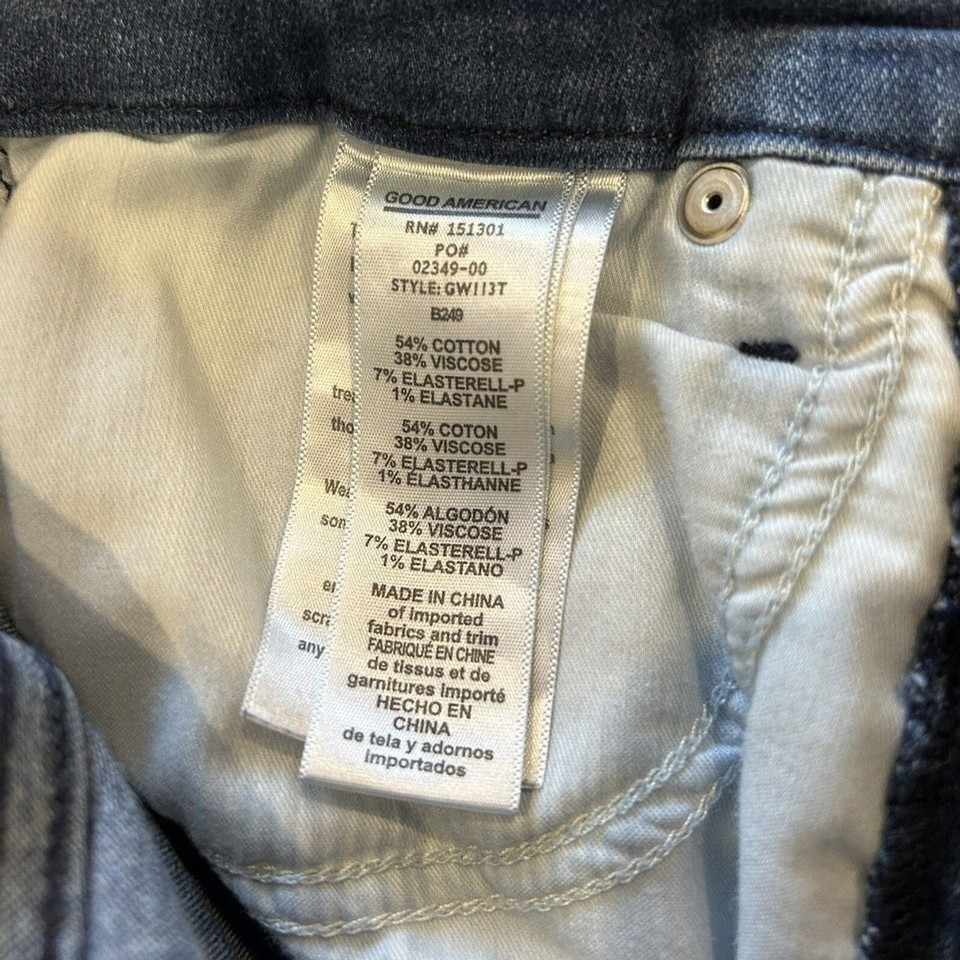 GOOD AMERICAN
RN# 151301
PO#
02349-00
STYLE: GW113T
B249
54% COTTON
38% VISCOSE
7% ELASTERELL-P
1% ELASTANE
54% COTON
38% VISCOSE
7% ELASTERELL-P
1% ÉLASTHANNE
54% ALGODÓN
38% VISCOSE
7% ELASTERELL-P
1% ELASTANO
MADE IN CHINA
of imported
fabrics and trim
FABRIQUÉ EN CHINE
de tissus et de
garnitures importé
HECHO EN
CHINA
de tela y adornos
importados